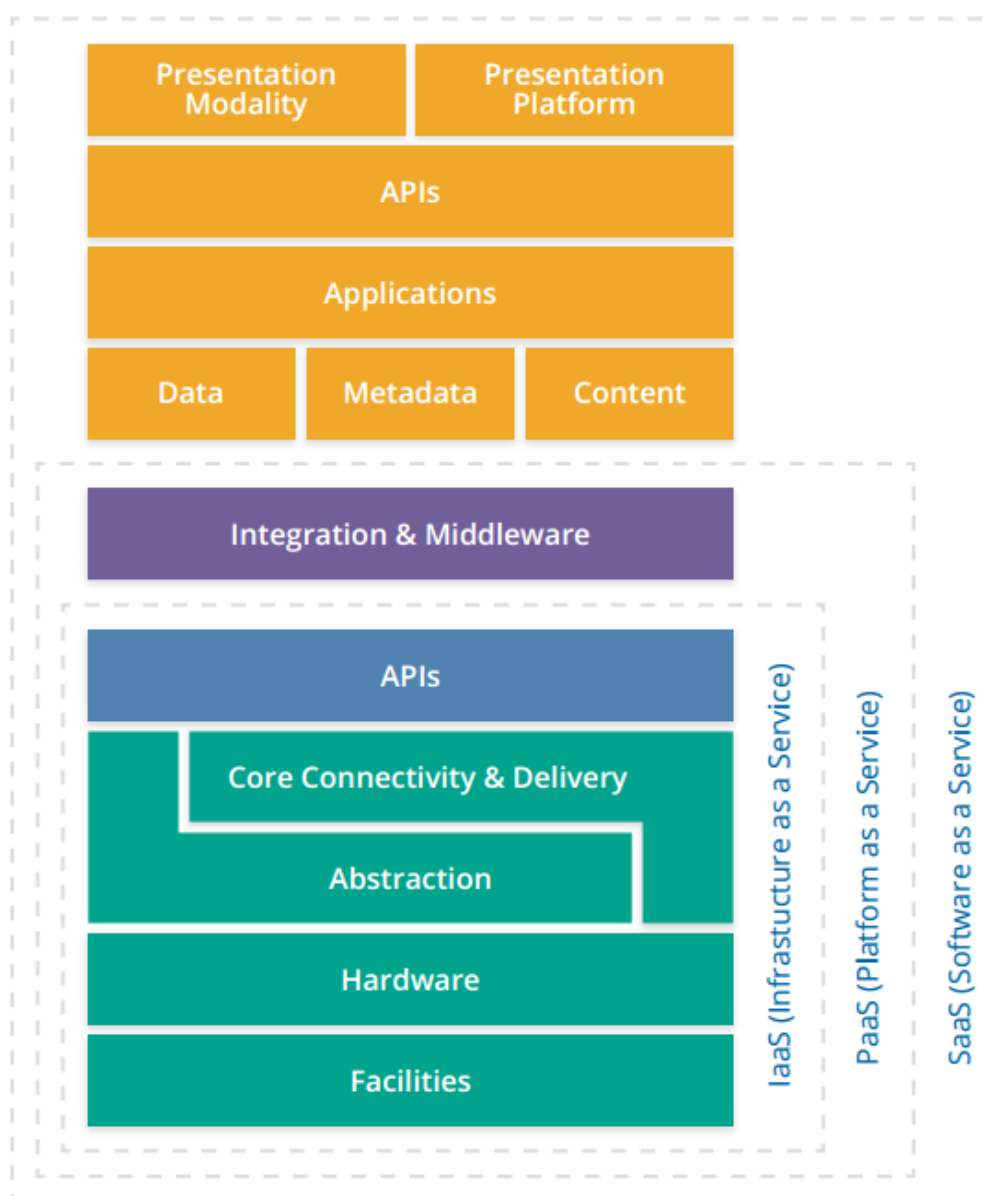 Presentation
Modality
Presentation
Platform
APIs
Applications
Data
Metadata
Content
Integration & Middleware
APIs
Core Connectivity & Delivery
Abstraction
Hardware
Facilities
IaaS (Infrastucture as a Service)
PaaS (Platform as a Service)
SaaS (Software as a Service)